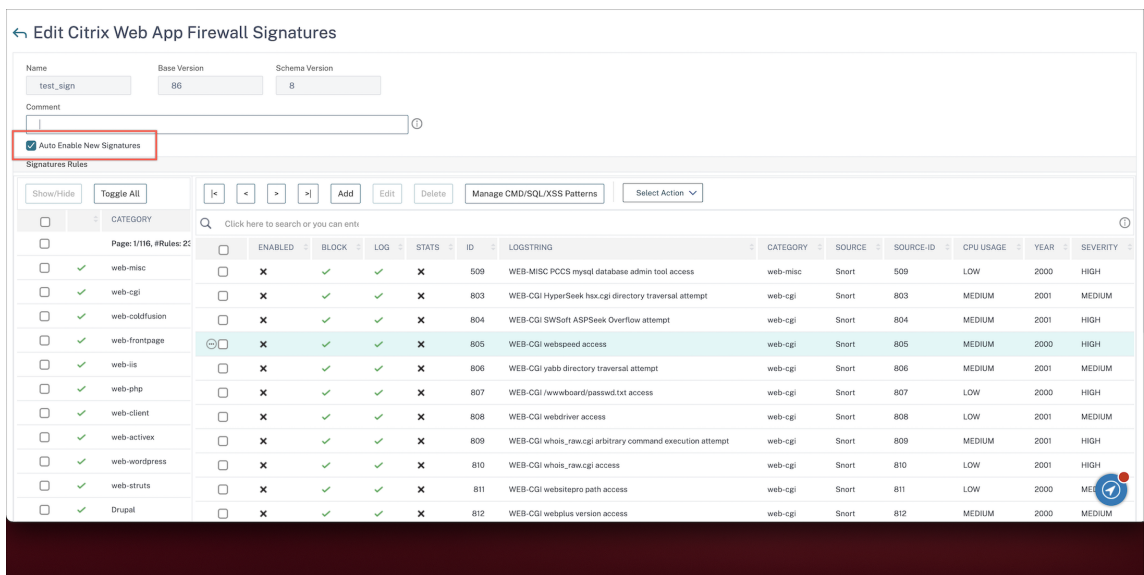 Edit Citrix Web App Firewall Signatures
Name Base Version Schema Version
test_sign 86 8
Comment
Auto Enable New Signatures
Signatures Rules
Show/Hide Toggle All |< < > >| Add Edit Delete Manage CMD/SQL/XSS Patterns Select Action
CATEGORY
Click here to search or you can ente
Page: 1/116, #Rules: 23
ENABLED BLOCK LOG STATS ID LOGSTRING CATEGORY SOURCE SOURCE-ID CPU USAGE YEAR SEVERITY
web-misc
509 WEB-MISC PCCS mysql database admin tool access web-misc Snort 509 LOW 2000 HIGH
web-cgi
803 WEB-CGI HyperSeek hsx.cgi directory traversal attempt web-cgi Snort 803 MEDIUM 2001 MEDIUM
web-coldfusion
804 WEB-CGI SWSoft ASPSeek Overflow attempt web-cgi Snort 804 MEDIUM 2001 HIGH
web-frontpage
805 WEB-CGI webspeed access web-cgi Snort 805 MEDIUM 2000 HIGH
web-iis
806 WEB-CGI yabb directory traversal attempt web-cgi Snort 806 MEDIUM 2001 MEDIUM
web-php
807 WEB-CGI /wwwboard/passwd.txt access web-cgi Snort 807 LOW 2000 HIGH
web-client
808 WEB-CGI webdriver access web-cgi Snort 808 LOW 2001 MEDIUM
web-activex
809 WEB-CGI whois_raw.cgi arbitrary command execution attempt web-cgi Snort 809 MEDIUM 2001 HIGH
web-wordpress
810 WEB-CGI whois_raw.cgi access web-cgi Snort 810 LOW 2001 HIGH
web-struts
811 WEB-CGI websitepro path access web-cgi Snort 811 LOW 2000
Drupal
812 WEB-CGI webplus version access web-cgi Snort 812 MEDIUM 2000 MEDIUM